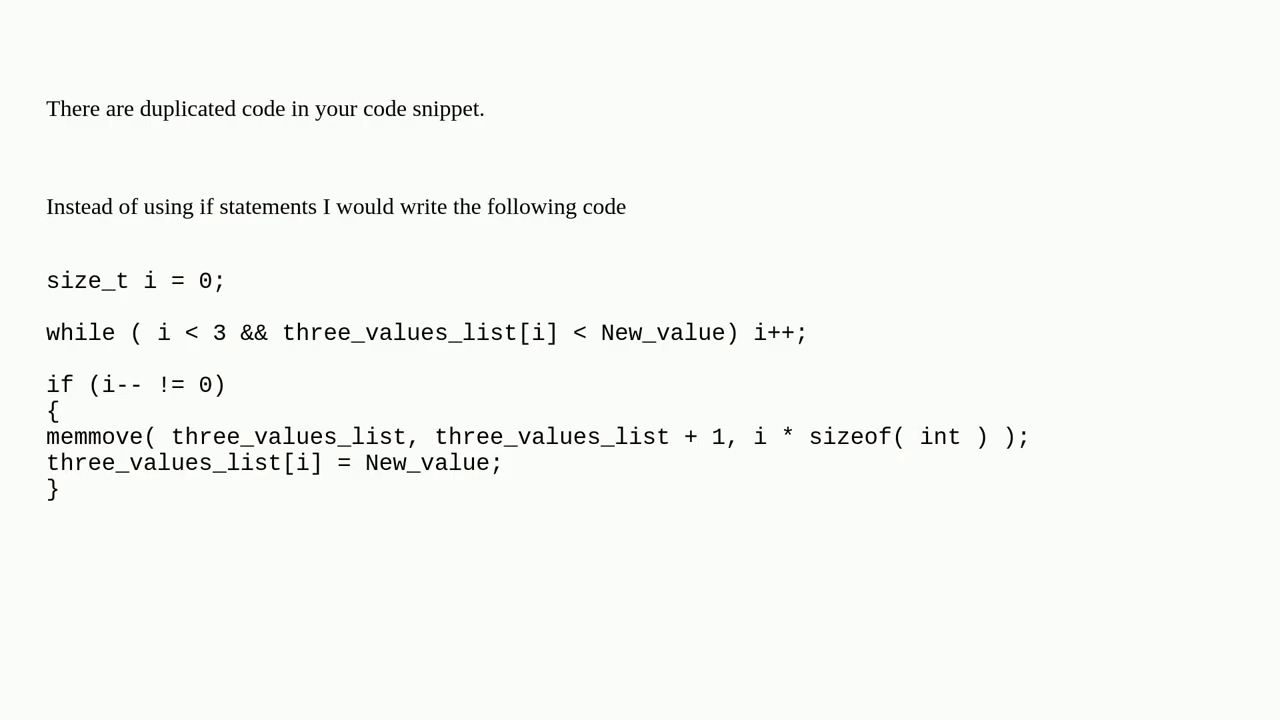 There are duplicated code in your code snippet.
Instead of using if statements I would write the following code
size_t i = 0;
while ( i < 3 && three_values_list[i] < New_value) i++;
if (i-- != 0)
{
memmove( three_values_list, three_values_list + 1, i * sizeof( int ) );
three_values_list[i] = New_value;
}